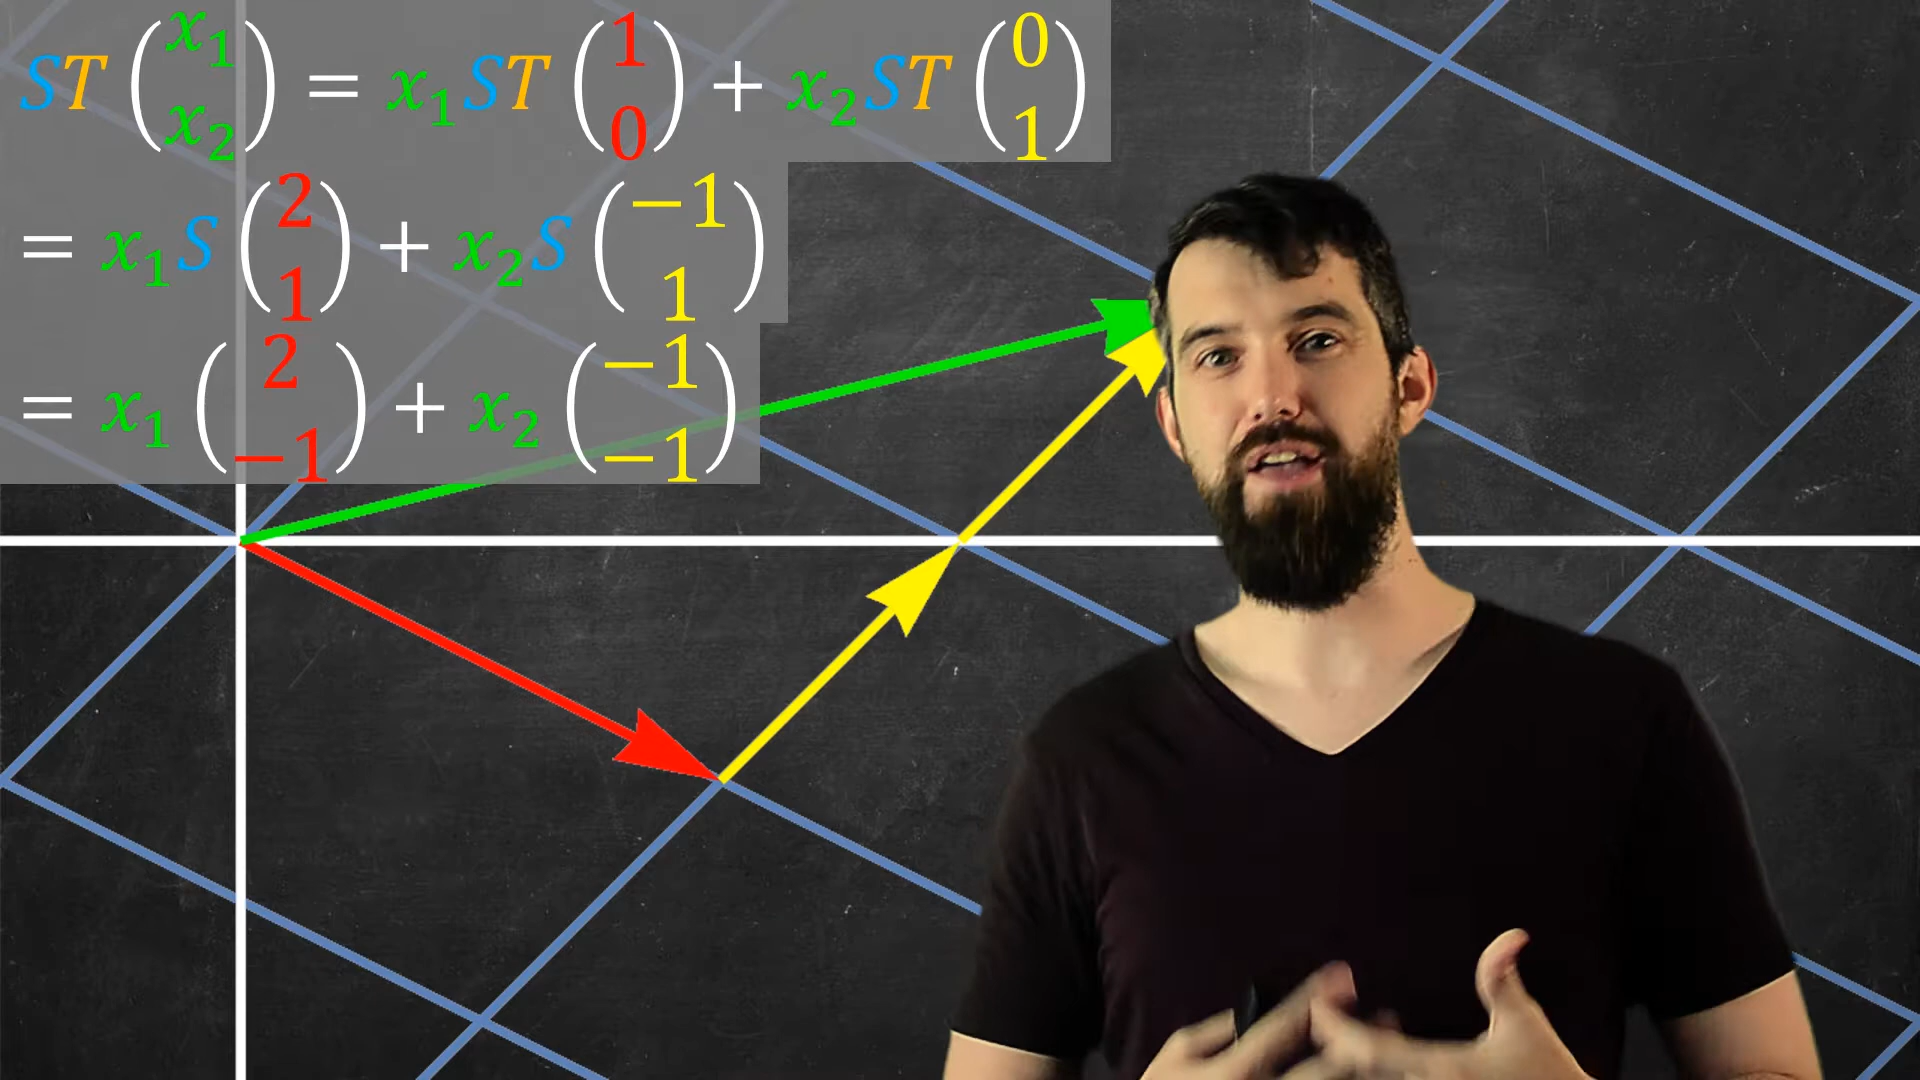 ST(x₁ x₂) = x₁ST(1 0) + x₂ST(0 1)
= x₁S(2 1) + x₂S(−1 1)
= x₁(2 −1) + x₂(−1 −1)